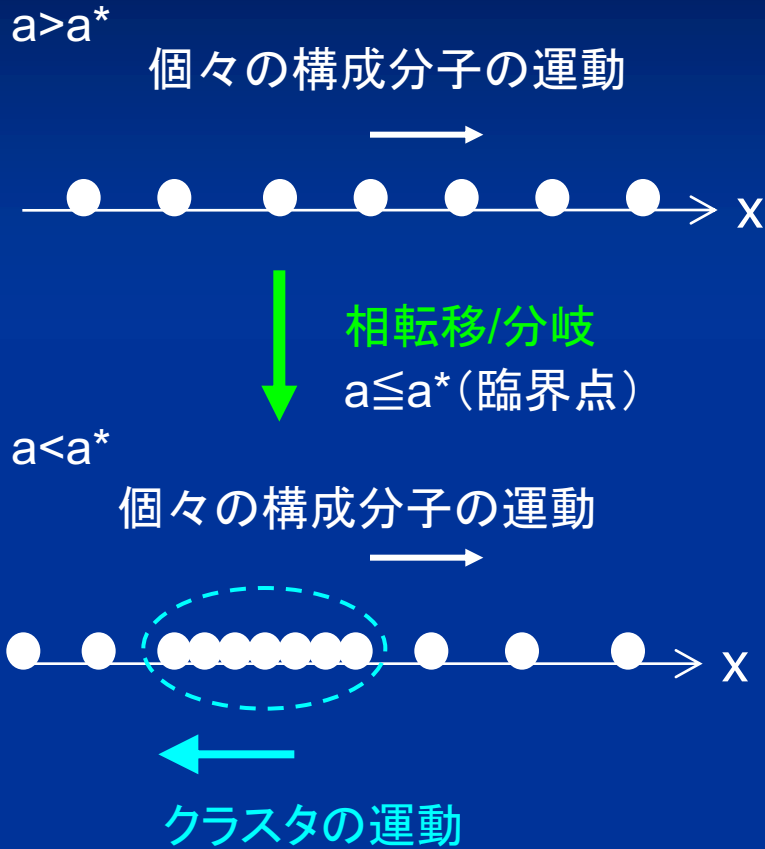 a>a*
個々の構成分子の運動
x
相転移/分岐
a≦a*(臨界点)
a<a*
個々の構成分子の運動
x
クラスタの運動